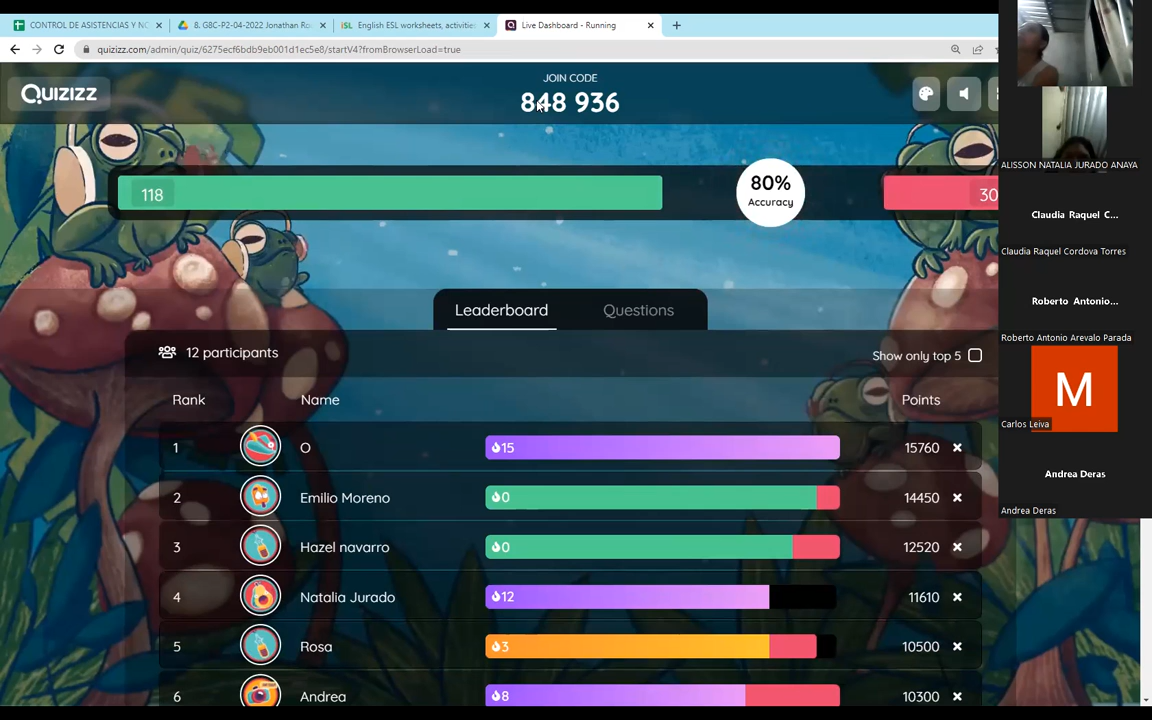 CONTROL DE ASISTENCIAS Y NO
8. G8C-P2-04-2022 Jonathan Ro
iSL English ESL worksheets, activities
Live Dashboard - Running
quizizz.com/admin/quiz/6275ecf6bdb9eb001d1ec5e8/startV4?fromBrowserLoad=true
Quizizz
JOIN CODE
848 936
118
80%
Accuracy
30
Leaderboard
Questions
12 participants
Show only top 5
Rank Name Points
1 O 15 15760
2 Emilio Moreno 0 14450
3 Hazel navarro 0 12520
4 Natalia Jurado 12 11610
5 Rosa 3 10500
6 Andrea 8 10300
ALISSON NATALIA JURADO ANAYA
Claudia Raquel C...
Claudia Raquel Cordova Torres
Roberto Antonio...
Roberto Antonio Arevalo Parada
M
Carlos Leiva
Andrea Deras
Andrea Deras